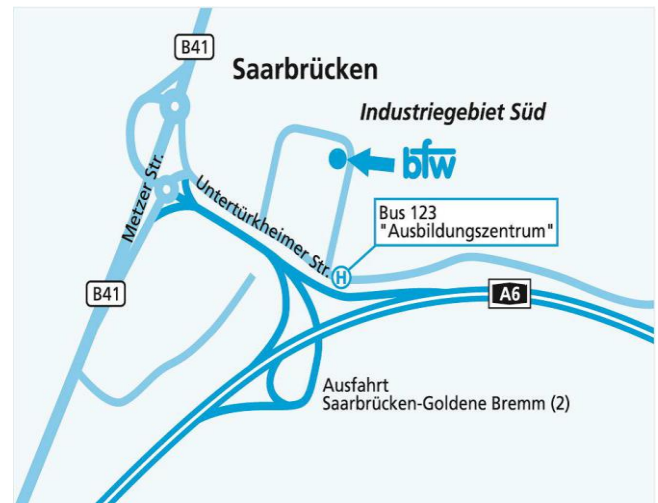 B41
Saarbrücken
Industriegebiet Süd
bfw
Metzer Str.
Untertürkheimer Str.
Bus 123
"Ausbildungszentrum"
H
B41
A6
Ausfahrt
Saarbrücken-Goldene Bremm (2)